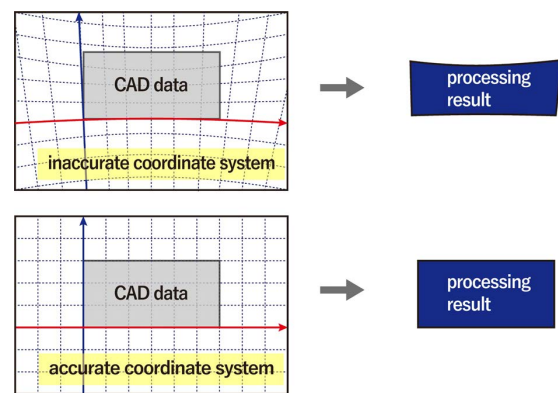 CAD data
processing
result
inaccurate coordinate system
CAD data
processing
result
accurate coordinate system